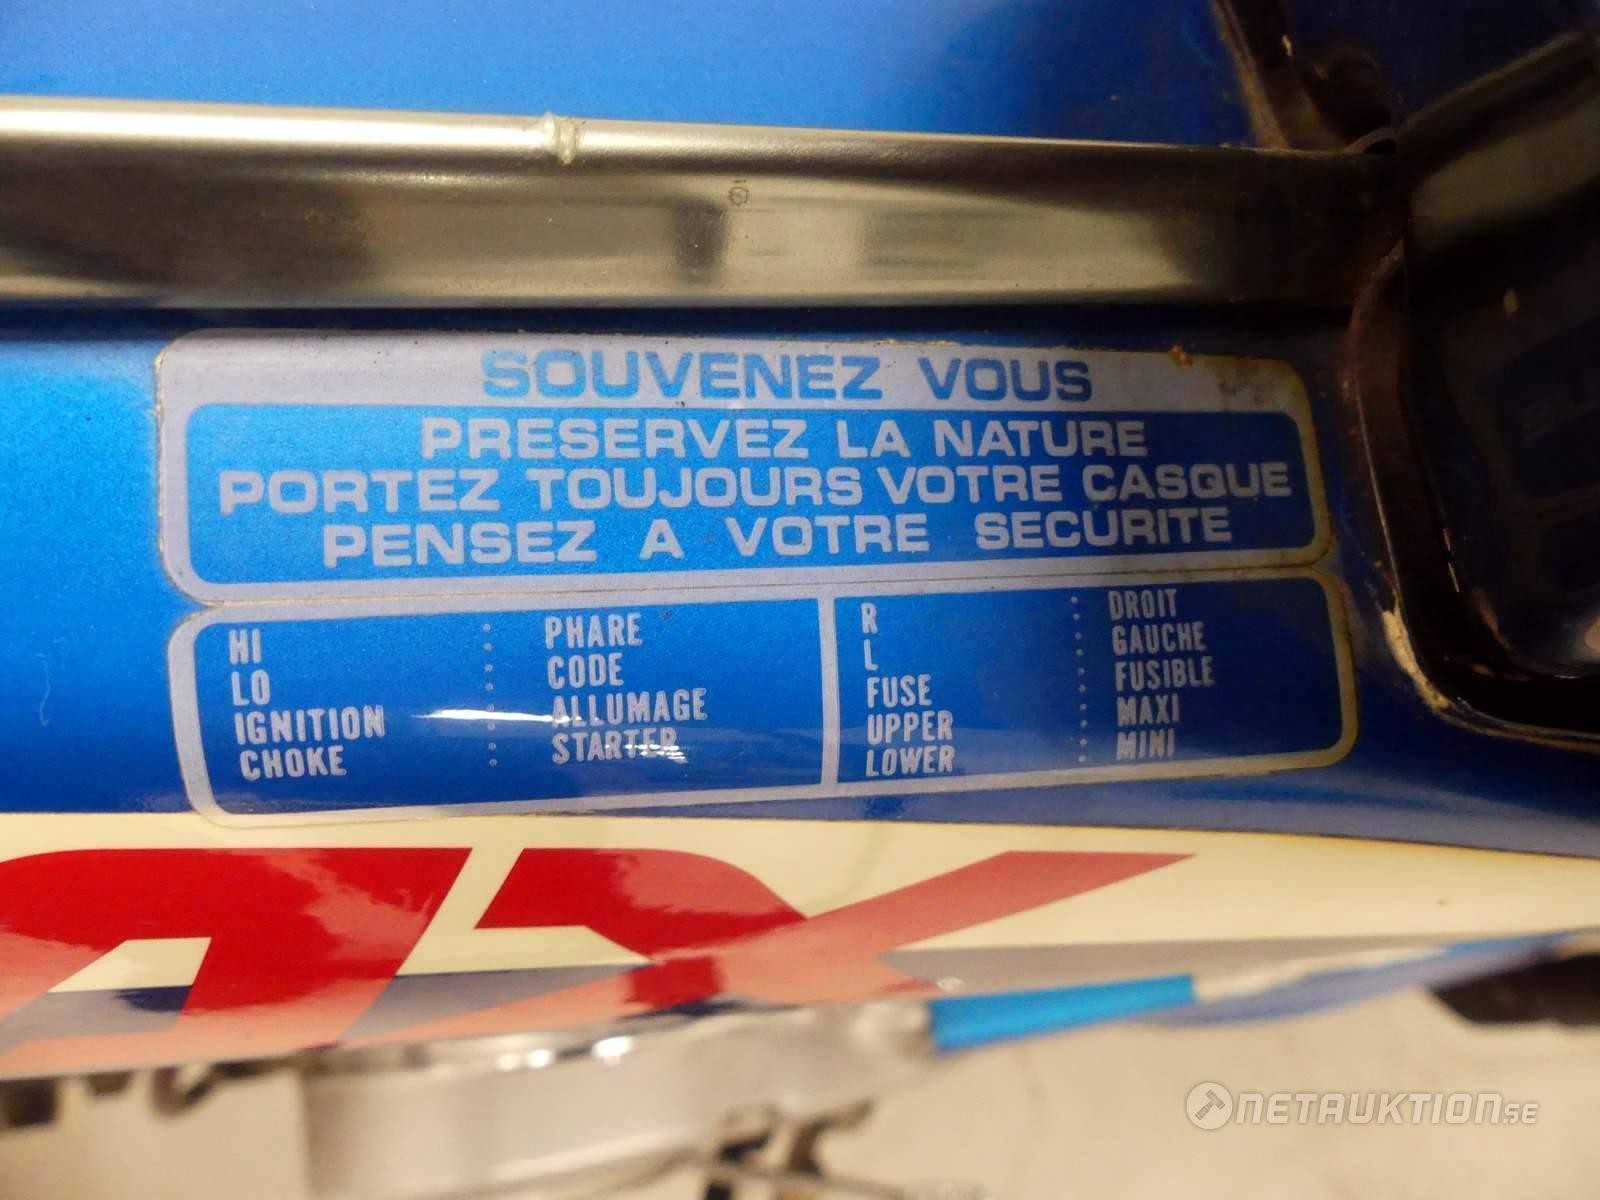 SOUVENEZ VOUS
PRESERVEZ LA NATURE
PORTEZ TOUJOURS VOTRE CASQUE
PENSEZ A VOTRE SECURITE
HI : PHARE
LO : CODE
IGNITION : ALLUMAGE
CHOKE : STARTER
R : DROIT
L : GAUCHE
FUSE : FUSIBLE
UPPER : MAXI
LOWER : MINI
NETAUKTION.SE